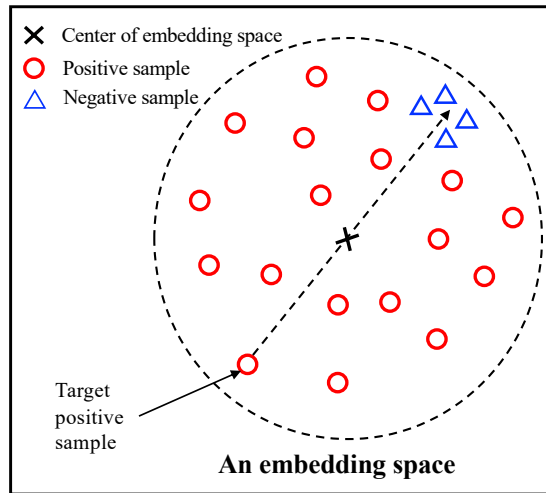 Center of embedding space
Positive sample
Negative sample
Target
positive
sample
An embedding space